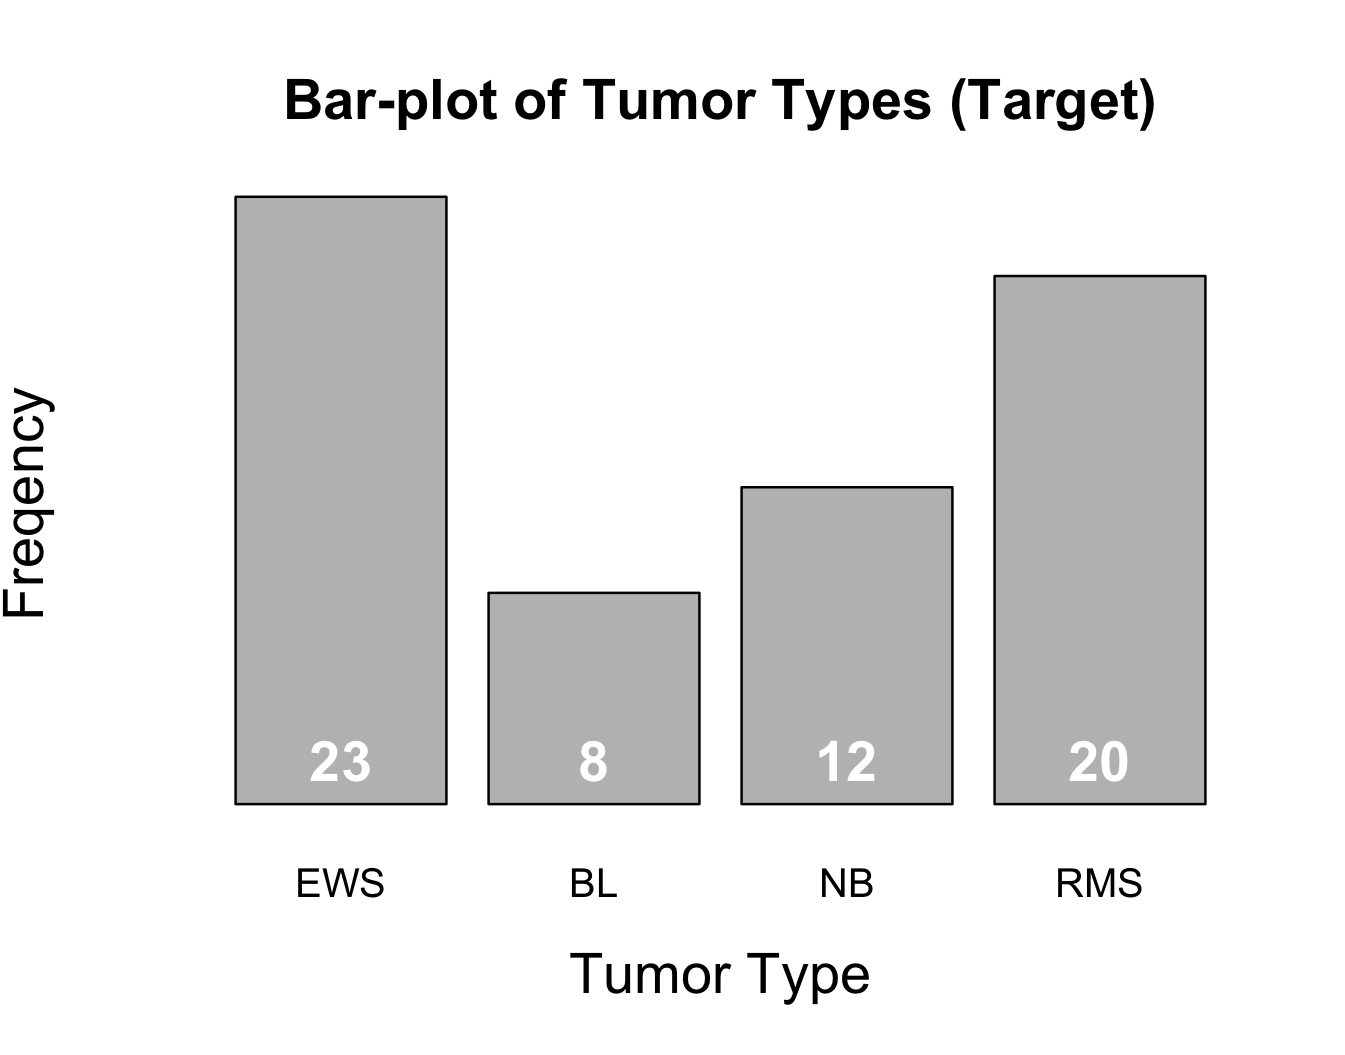 Bar-plot of Tumor Types (Target)
Freqency
23 8 12 20
EWS BL NB RMS
Tumor Type